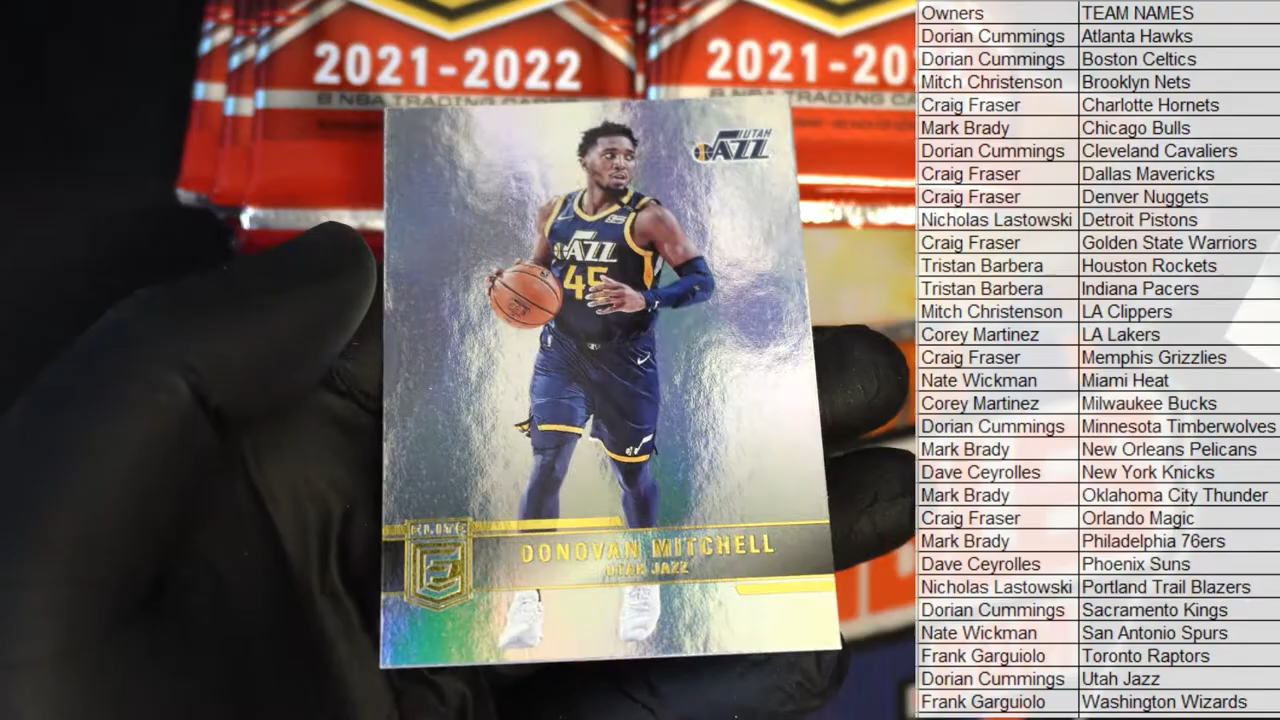 2021-2022
8 NBA TRADING CARDS
2021-20
NBA TRADING CA
UTAH
JAZZ
JAZZ
45
ELITE
E
DONOVAN MITCHELL
UTAH JAZZ
Owners TEAM NAMES
Dorian Cummings Atlanta Hawks
Dorian Cummings Boston Celtics
Mitch Christenson Brooklyn Nets
Craig Fraser Charlotte Hornets
Mark Brady Chicago Bulls
Dorian Cummings Cleveland Cavaliers
Craig Fraser Dallas Mavericks
Craig Fraser Denver Nuggets
Nicholas Lastowski Detroit Pistons
Craig Fraser Golden State Warriors
Tristan Barbera Houston Rockets
Tristan Barbera Indiana Pacers
Mitch Christenson LA Clippers
Corey Martinez LA Lakers
Craig Fraser Memphis Grizzlies
Nate Wickman Miami Heat
Corey Martinez Milwaukee Bucks
Dorian Cummings Minnesota Timberwolves
Mark Brady New Orleans Pelicans
Dave Ceyrolles New York Knicks
Mark Brady Oklahoma City Thunder
Craig Fraser Orlando Magic
Mark Brady Philadelphia 76ers
Dave Ceyrolles Phoenix Suns
Nicholas Lastowski Portland Trail Blazers
Dorian Cummings Sacramento Kings
Nate Wickman San Antonio Spurs
Frank Garguiolo Toronto Raptors
Dorian Cummings Utah Jazz
Frank Garguiolo Washington Wizards